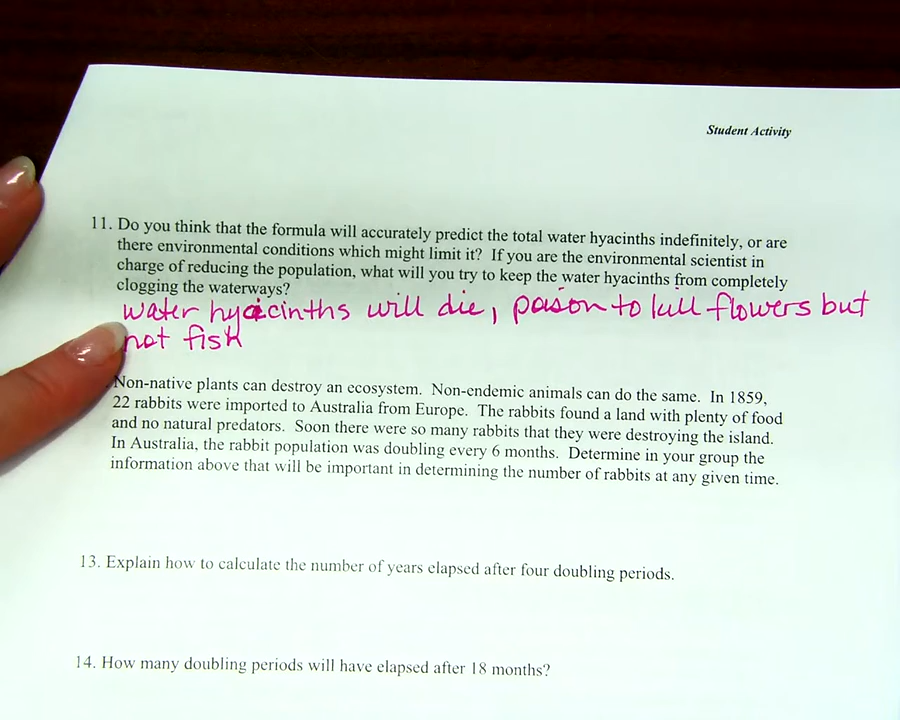 Student Activity
11. Do you think that the formula will accurately predict the total water hyacinths indefinitely, or are
there environmental conditions which might limit it? If you are the environmental scientist in
charge of reducing the population, what will you try to keep the water hyacinths from completely
clogging the waterways?
water hyacinths will die, poison to kill flowers but
not fish
Non-native plants can destroy an ecosystem. Non-endemic animals can do the same. In 1859,
22 rabbits were imported to Australia from Europe. The rabbits found a land with plenty of food
and no natural predators. Soon there were so many rabbits that they were destroying the island.
In Australia, the rabbit population was doubling every 6 months. Determine in your group the
information above that will be important in determining the number of rabbits at any given time.
13. Explain how to calculate the number of years elapsed after four doubling periods.
14. How many doubling periods will have elapsed after 18 months?